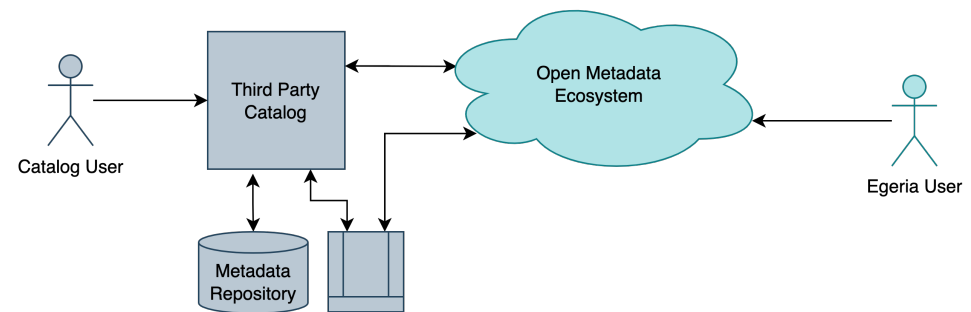 Third Party
Catalog
Open Metadata
Ecosystem
Catalog User
Egeria User
Metadata
Repository